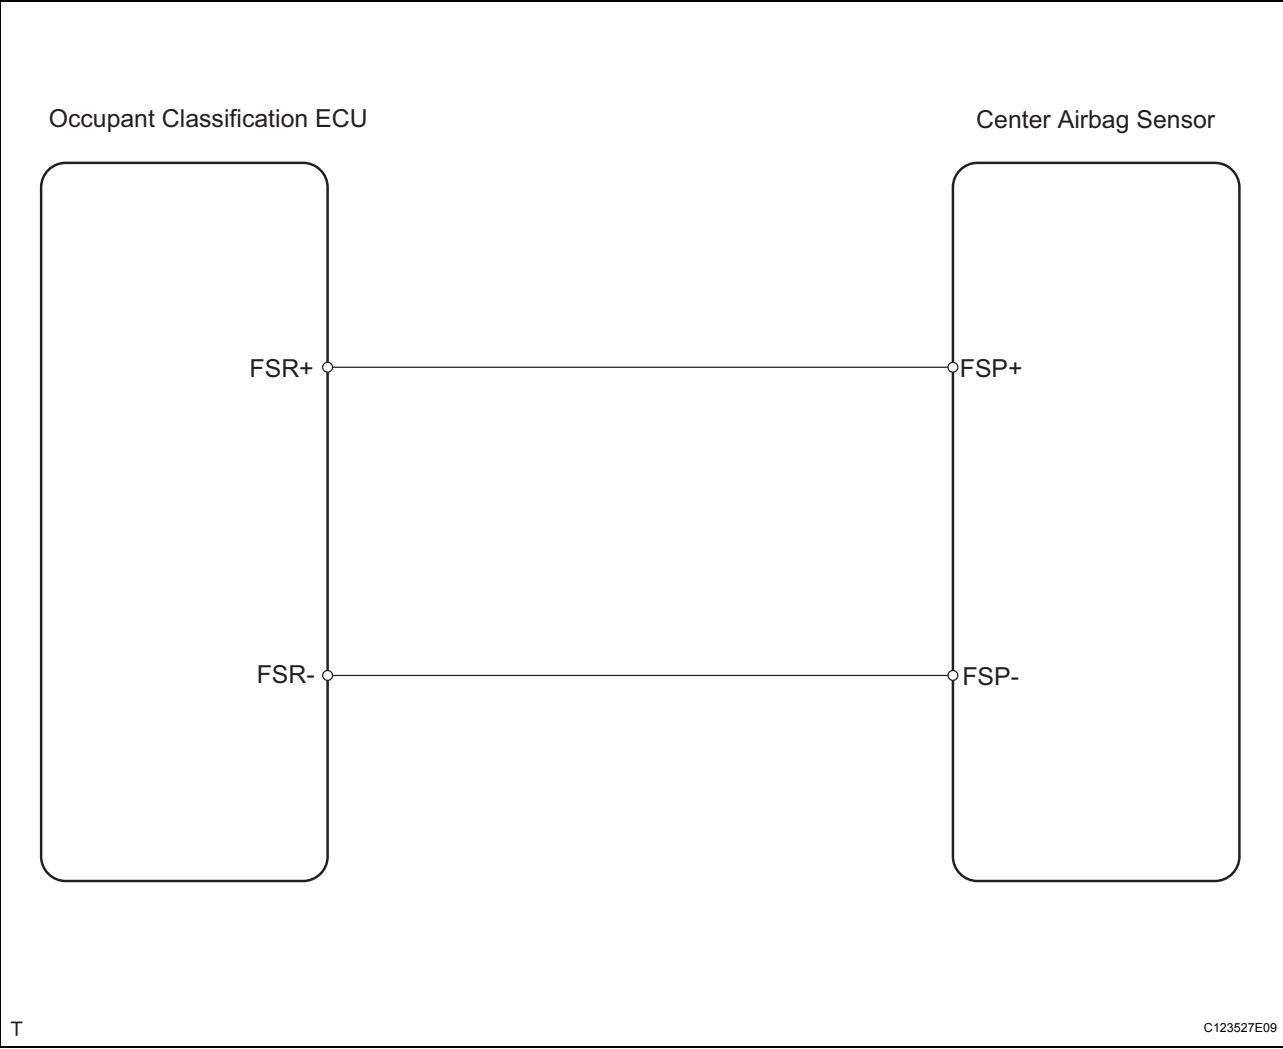 Occupant Classification ECU
Center Airbag Sensor
FSR+
FSP+
FSR-
FSP-
T
C123527E09